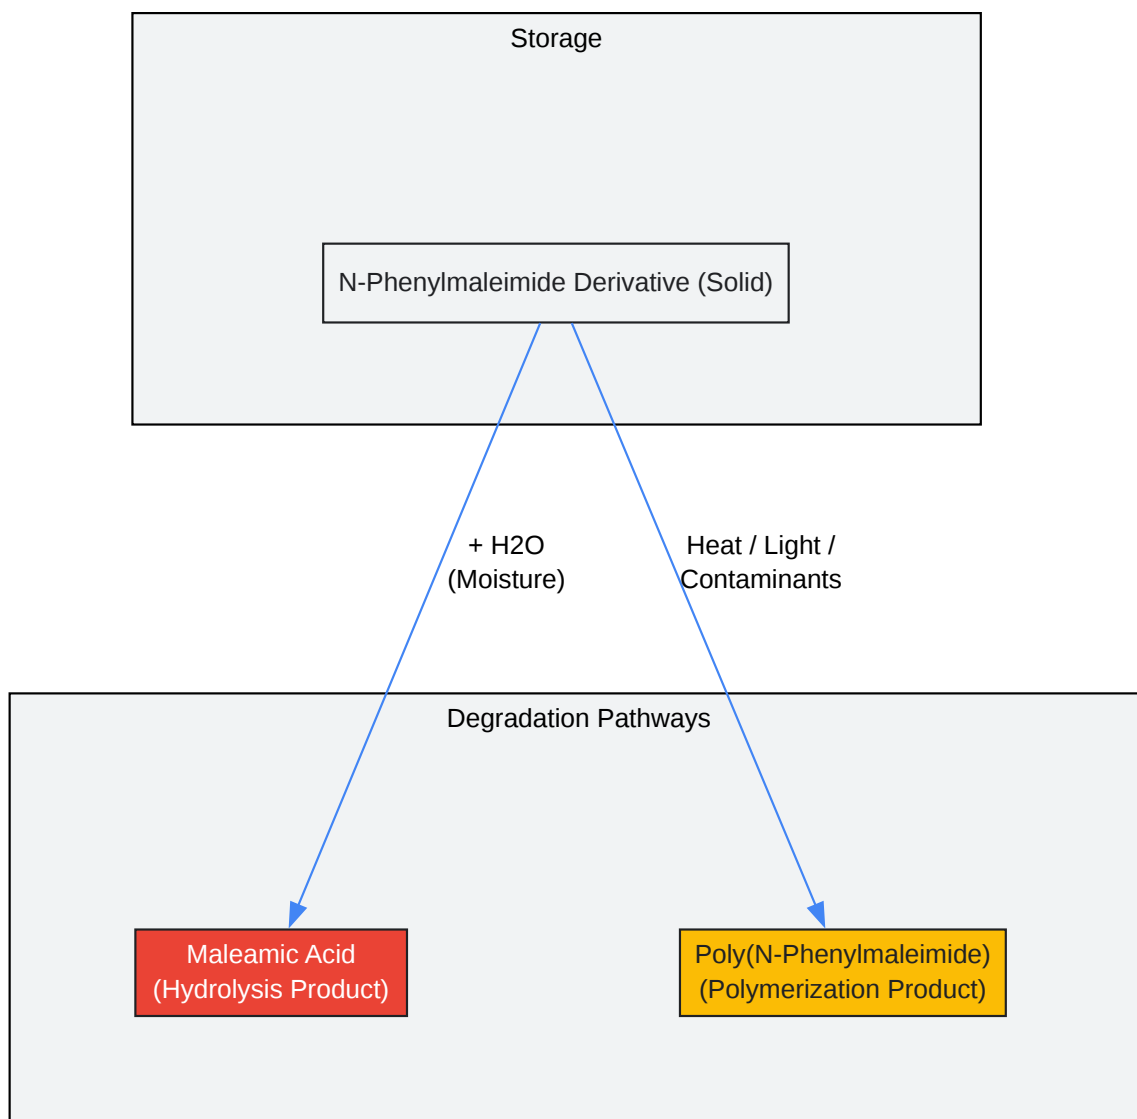 Storage
N-Phenylmaleimide Derivative (Solid)
+ H2O
(Moisture)
Heat / Light /
Contaminants
Degradation Pathways
Maleamic Acid
(Hydrolysis Product)
Poly(N-Phenylmaleimide)
(Polymerization Product)